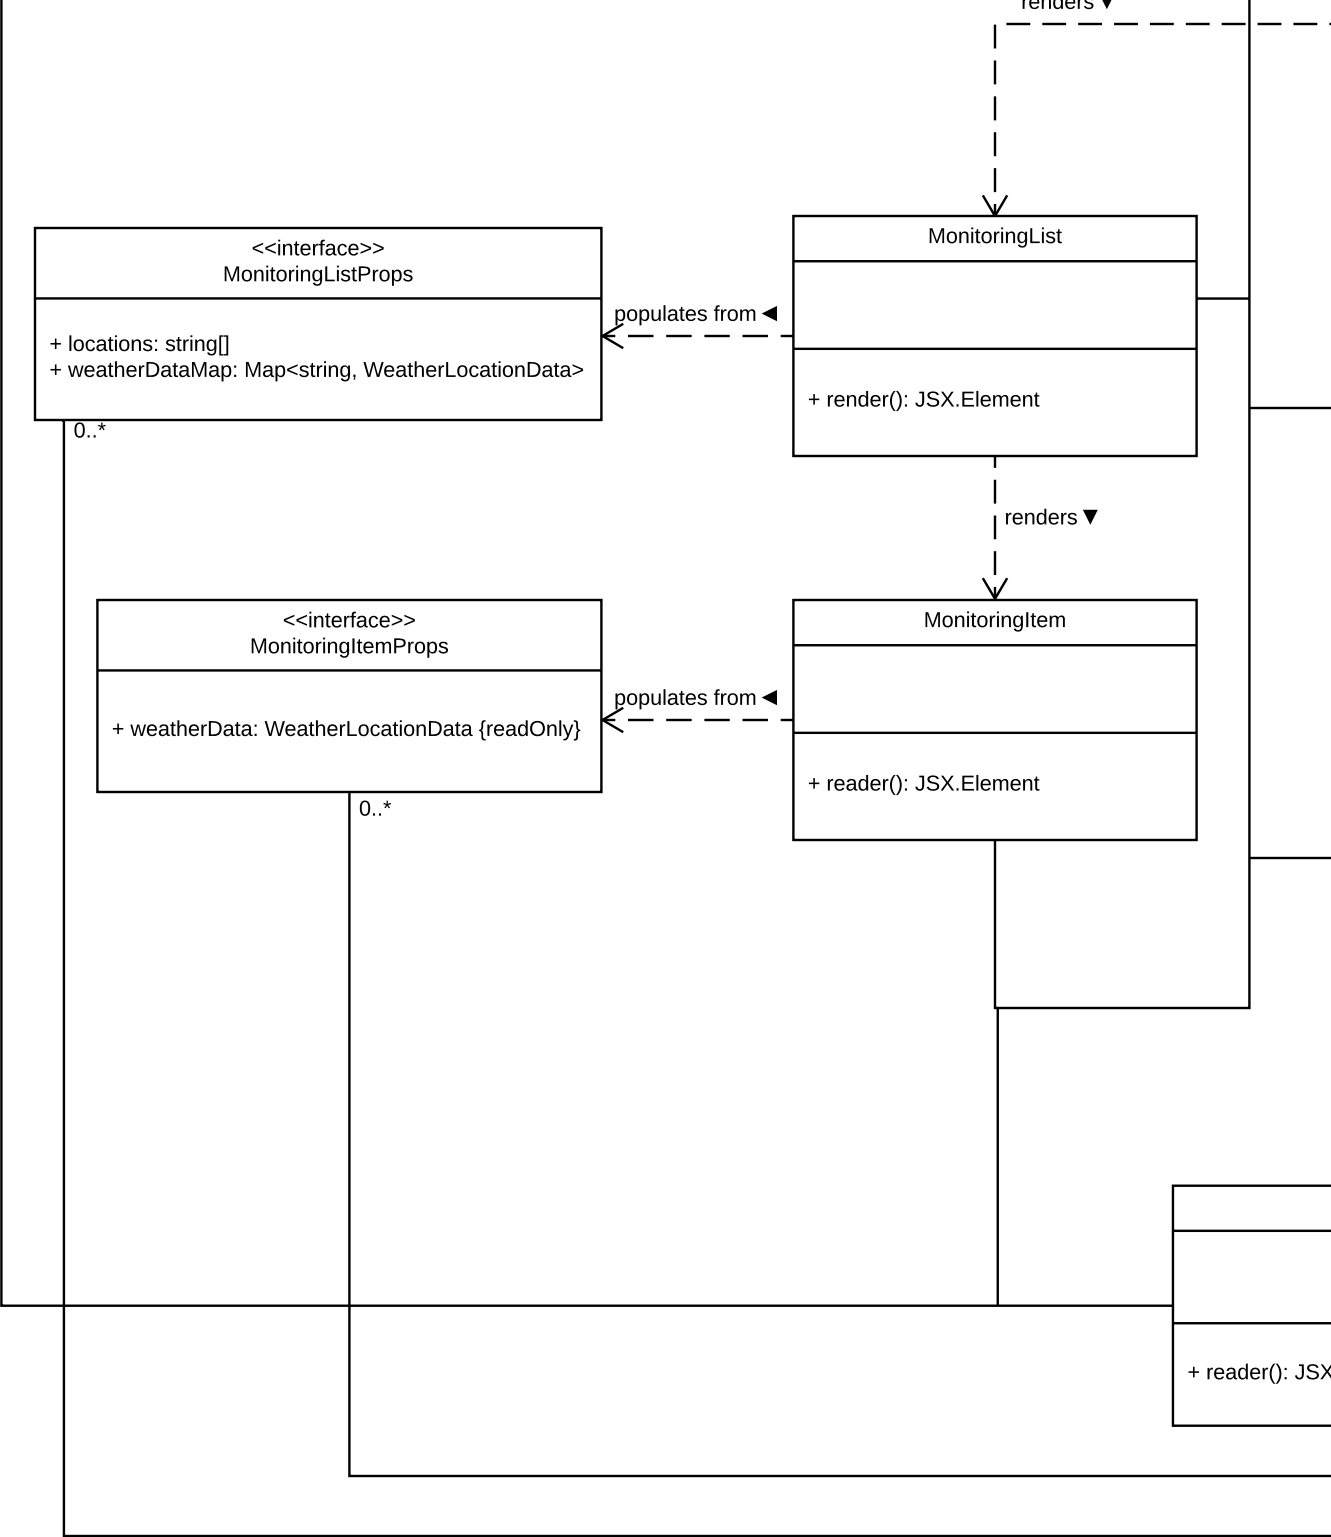 renders ▼
<<interface>>
MonitoringListProps
+ locations: string[]
+ weatherDataMap: Map<string, WeatherLocationData>
0..*
populates from ◀
MonitoringList
+ render(): JSX.Element
renders ▼
<<interface>>
MonitoringItemProps
+ weatherData: WeatherLocationData {readOnly}
0..*
populates from ◀
MonitoringItem
+ reader(): JSX.Element
+ reader(): JSX